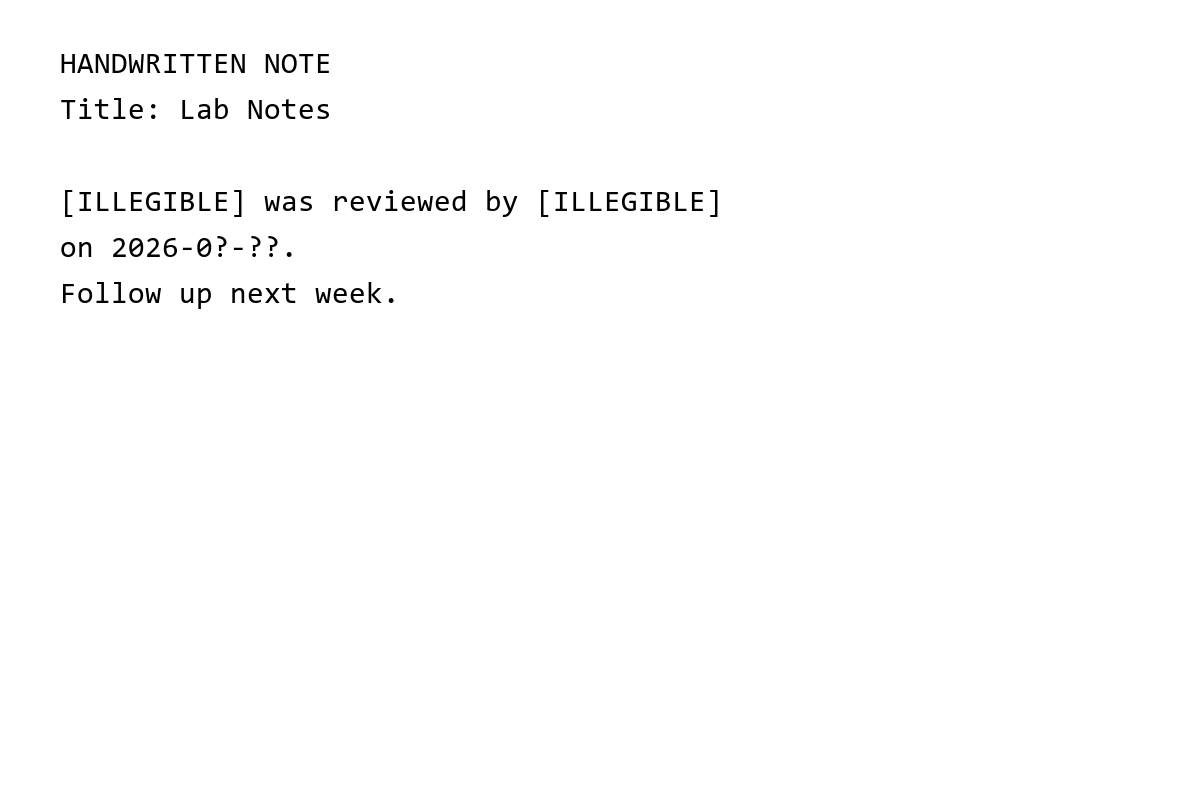 HANDWRITTEN NOTE
Title: Lab Notes
[ILLEGIBLE] was reviewed by [ILLEGIBLE]
on 2026-0?-??.
Follow up next week.